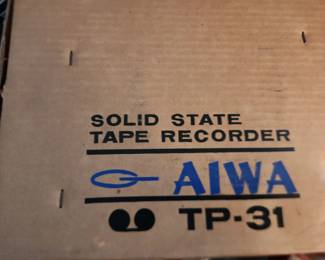 SOLID STATE
TAPE RECORDER
AIWA
TP-31